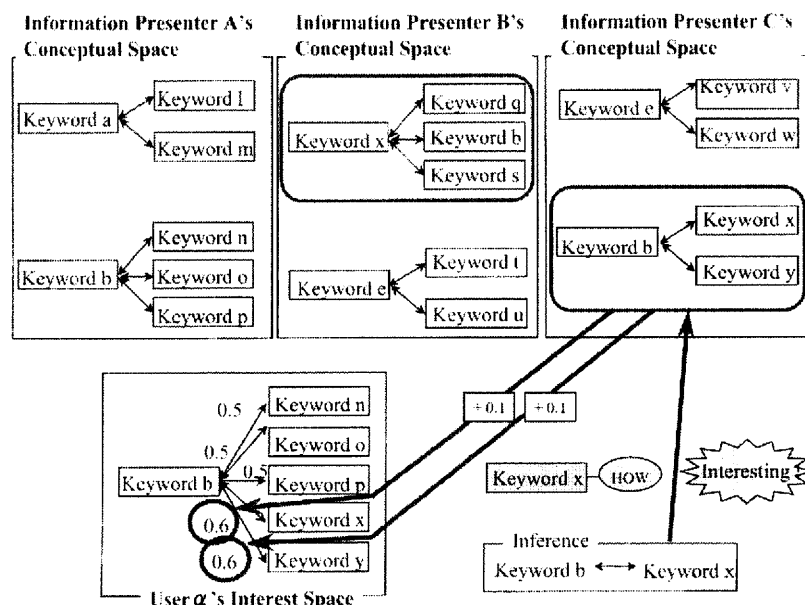 Information Presenter A's
Conceptual Space
Keyword a
Keyword l
Keyword m
Keyword b
Keyword n
Keyword o
Keyword p
Information Presenter B's
Conceptual Space
Keyword x
Keyword q
Keyword b
Keyword s
Keyword e
Keyword t
Keyword u
Information Presenter C's
Conceptual Space
Keyword e
Keyword v
Keyword w
Keyword b
Keyword x
Keyword y
+0.1
+0.1
Keyword b
0.5
0.5
0.5
0.6
0.6
Keyword n
Keyword o
Keyword p
Keyword x
Keyword y
User α's Interest Space
Keyword x
HOW
Interesting
Inference
Keyword b
Keyword x